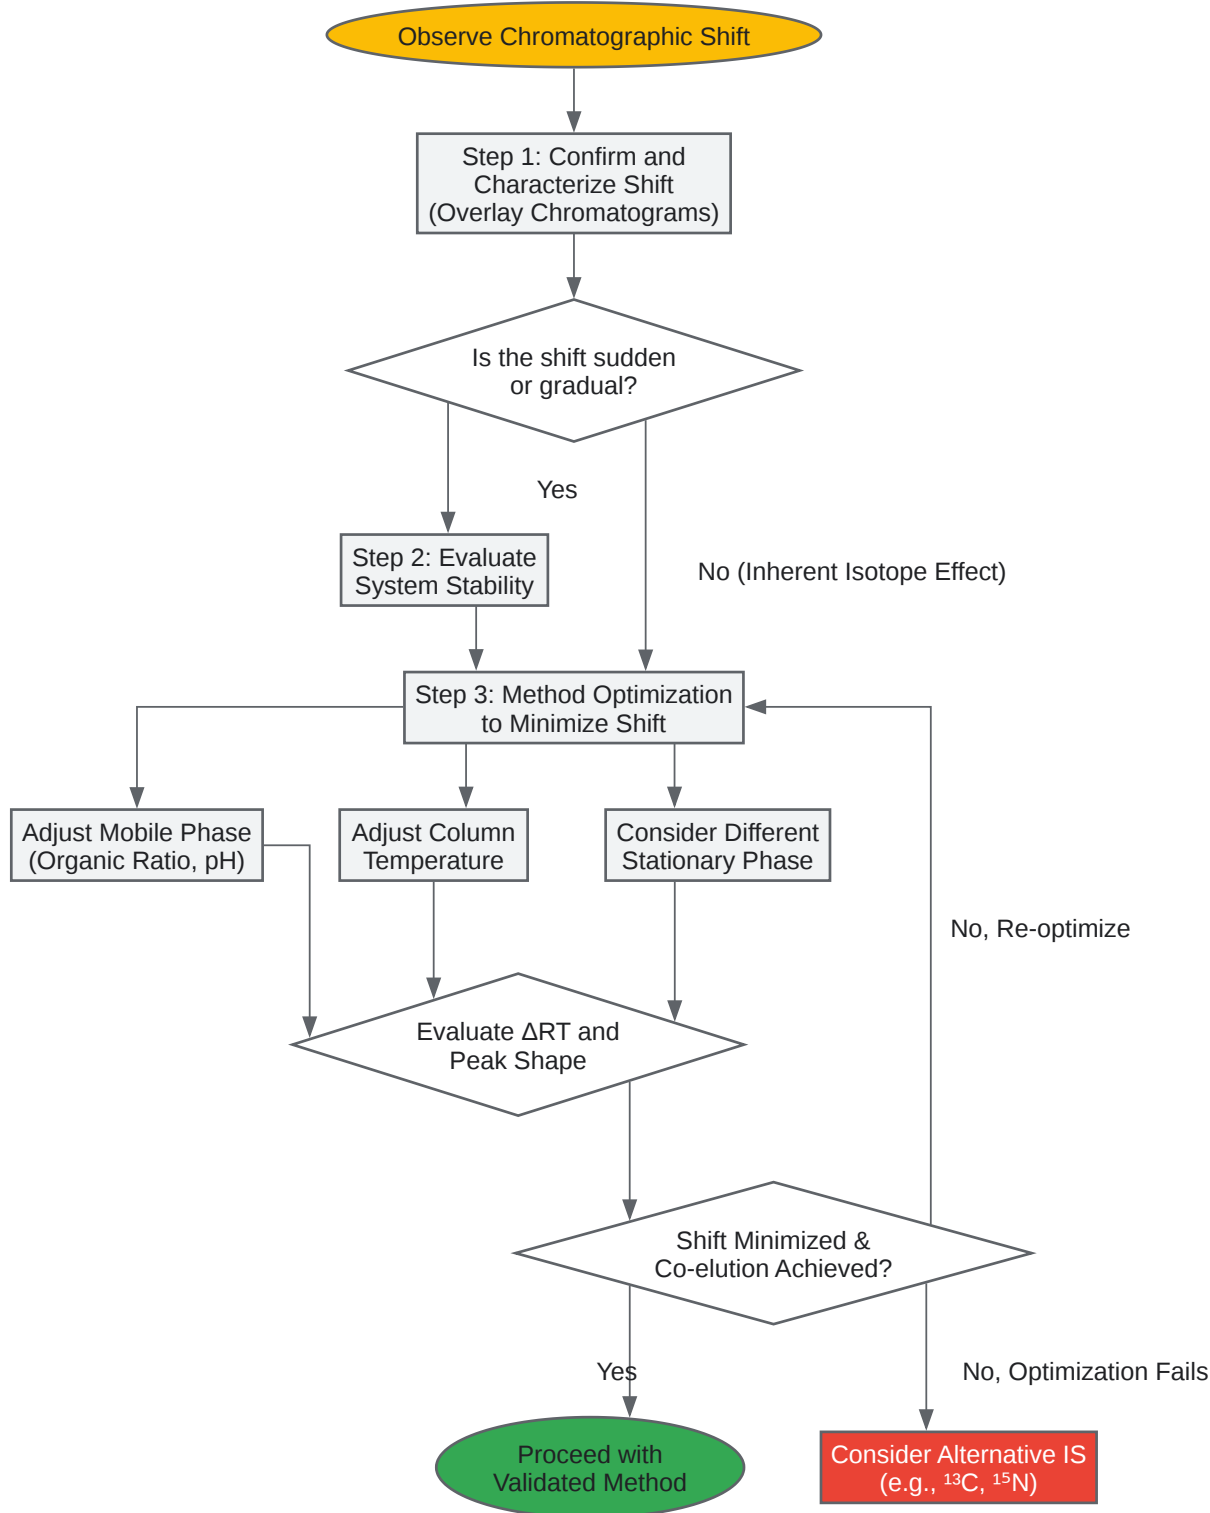 Observe Chromatographic Shift
Step 1: Confirm and
Characterize Shift
(Overlay Chromatograms)
Is the shift sudden
or gradual?
Yes
Step 2: Evaluate
System Stability
No (Inherent Isotope Effect)
Step 3: Method Optimization
to Minimize Shift
Adjust Mobile Phase
(Organic Ratio, pH)
Adjust Column
Temperature
Consider Different
Stationary Phase
No, Re-optimize
Evaluate ΔRT and
Peak Shape
Shift Minimized &
Co-elution Achieved?
Yes
No, Optimization Fails
Proceed with
Validated Method
Consider Alternative IS
(e.g., ¹³C, ¹⁵N)